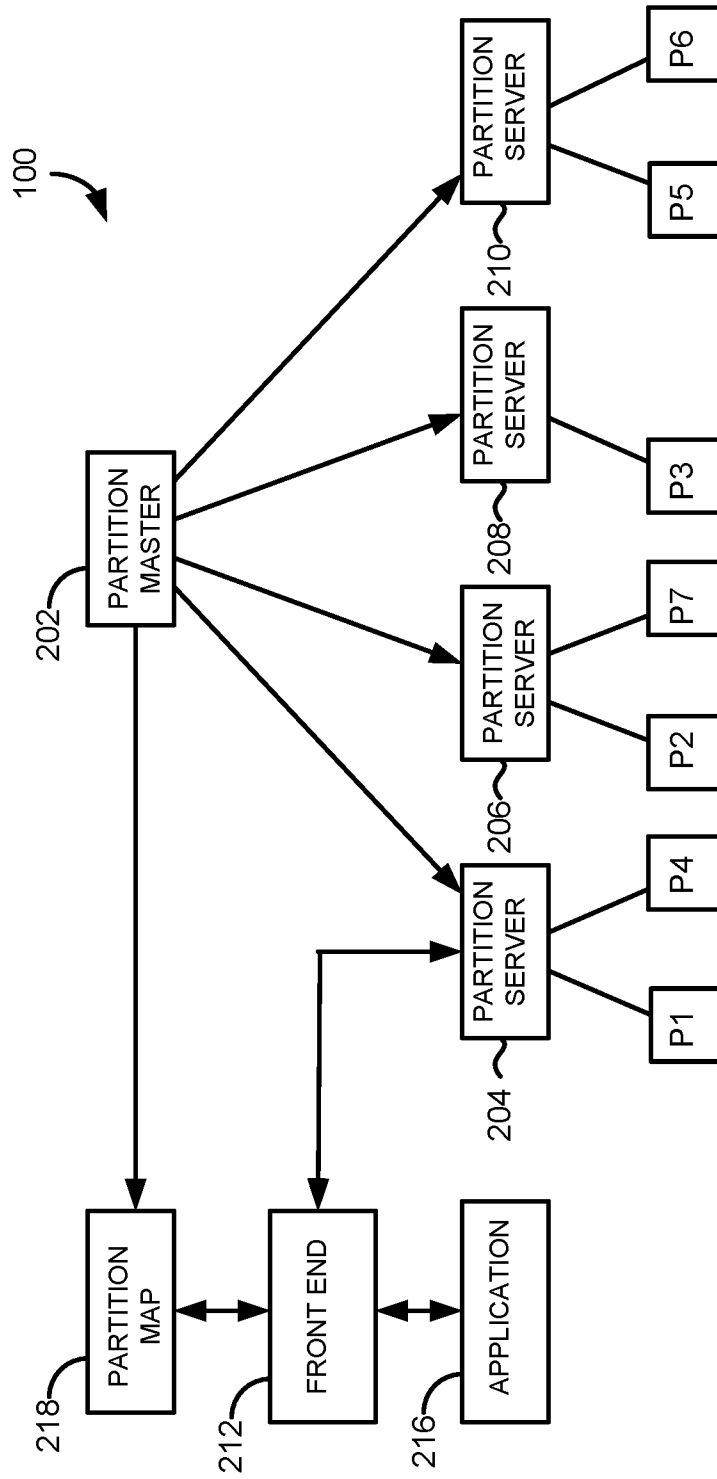 100
202
PARTITION
MASTER
218
PARTITION
MAP
212
FRONT END
216
APPLICATION
204
PARTITION
SERVER
206
PARTITION
SERVER
208
PARTITION
SERVER
210
PARTITION
SERVER
P1
P4
P2
P7
P3
P5
P6